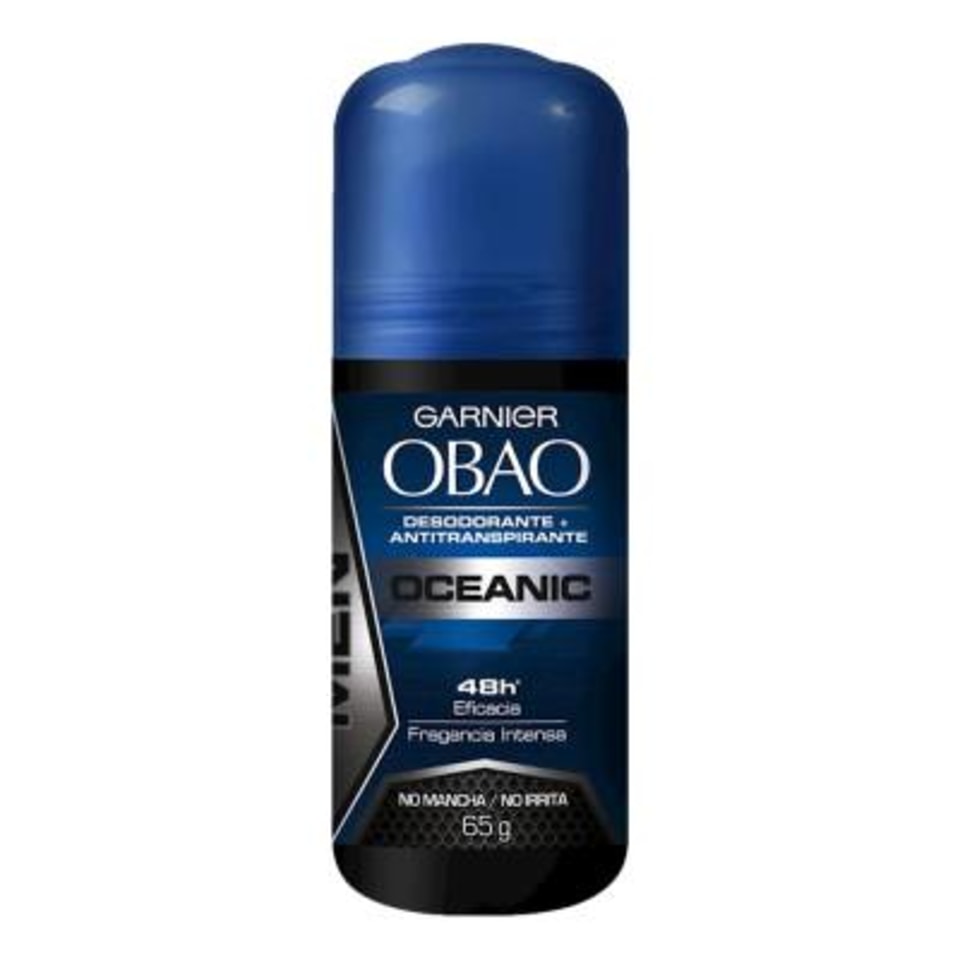 GARNIER
OBAO
DESODORANTE +
ANTITRANSPIRANTE
OCEANIC
MEN
48h*
Eficacia
Fragancia Intensa
NO MANCHA / NO IRRITA
65 g